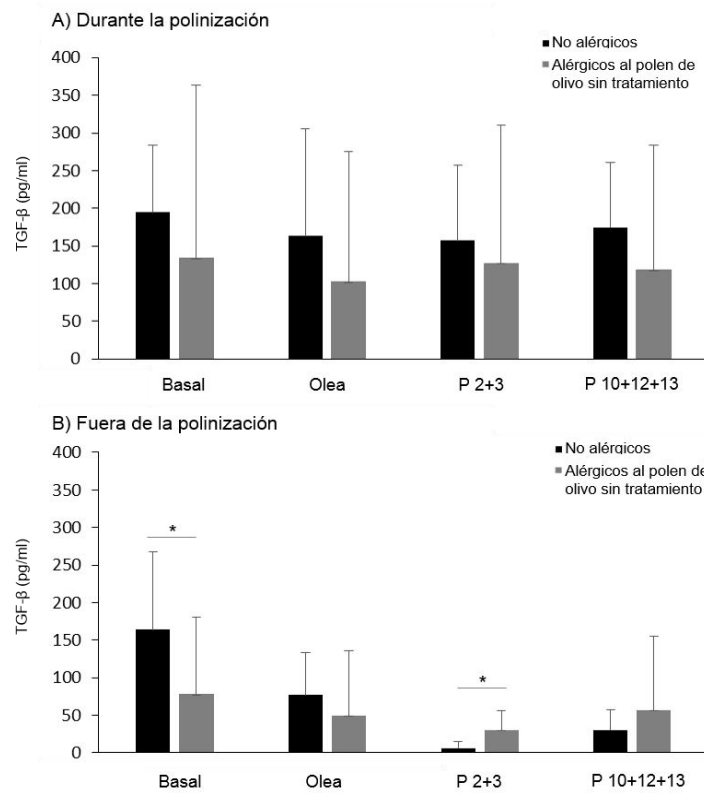 A) Durante la polinización
No alérgicos
Alérgicos al polen de
olivo sin tratamiento
400
350
300
250
200
150
100
50
0
TGF-β (pg/ml)
Basal
Olea
P 2+3
P 10+12+13
B) Fuera de la polinización
No alérgicos
Alérgicos al polen de
olivo sin tratamiento
400
350
300
250
200
150
100
50
0
TGF-β (pg/ml)
*
*
Basal
Olea
P 2+3
P 10+12+13